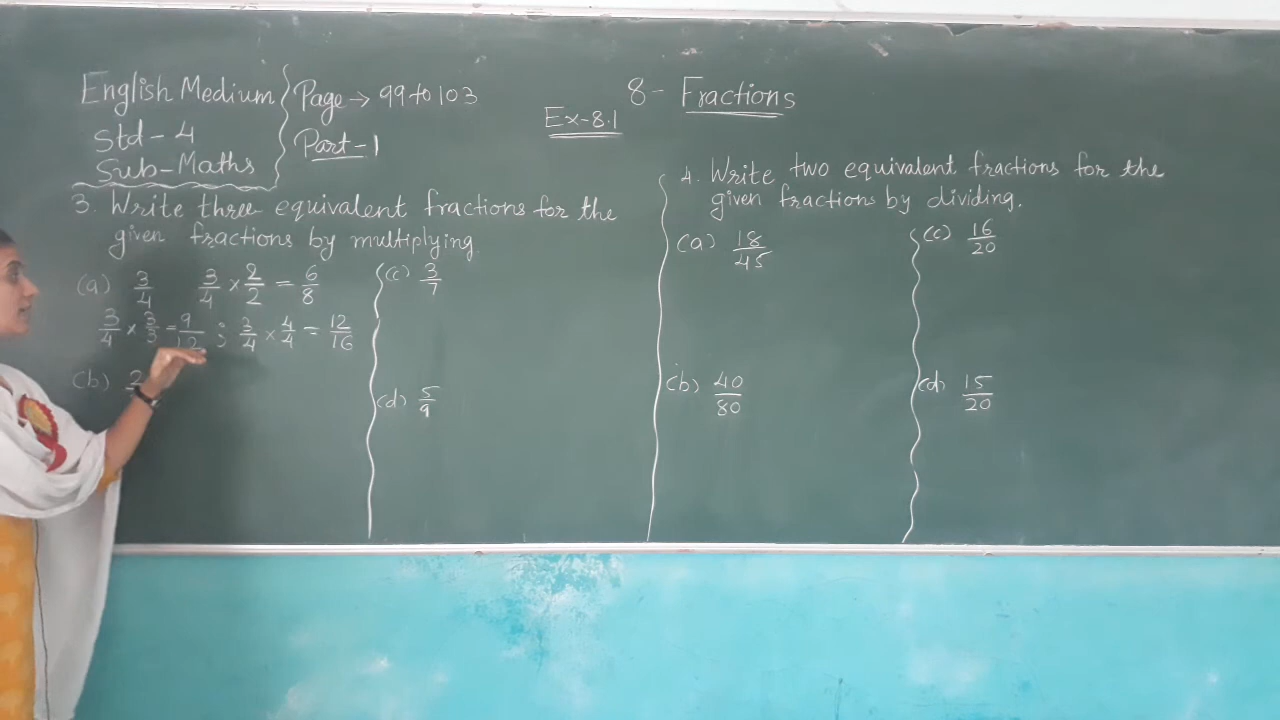 English Medium
Std - 4
Sub-Maths
Page → 99 to 103
Part-1
8 - Fractions
Ex-8.1
3. Write three equivalent fractions for the
given fractions by multiplying.
(a) 3/4 3/4 × 2/2 = 6/8
3/4 × 3/3 = 9/12 ; 3/4 × 4/4 = 12/16
(b) 2
(c) 3/7
(d) 5/9
4. Write two equivalent fractions for the
given fractions by dividing.
(a) 18/45
(b) 40/80
(c) 16/20
(d) 15/20